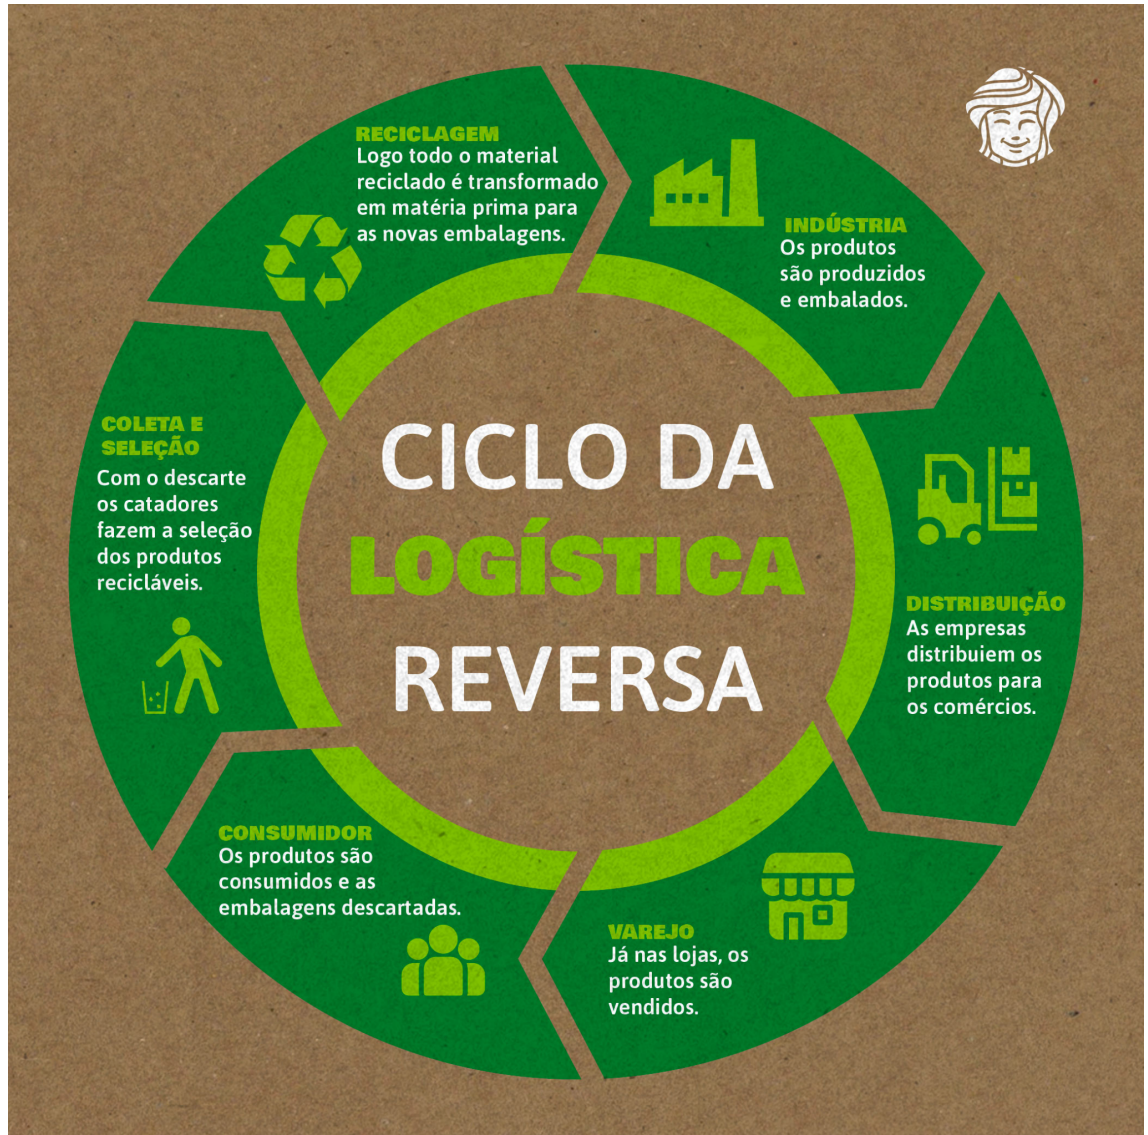 CICLO DA
LOGÍSTICA
REVERSA
INDÚSTRIA
Os produtos
são produzidos
e embalados.
DISTRIBUIÇÃO
As empresas
distribuiem os
produtos para
os comércios.
VAREJO
Já nas lojas, os
produtos são
vendidos.
CONSUMIDOR
Os produtos são
consumidos e as
embalagens descartadas.
COLETA E
SELEÇÃO
Com o descarte
os catadores
fazem a seleção
dos produtos
recicláveis.
RECICLAGEM
Logo todo o material
reciclado é transformado
em matéria prima para
as novas embalagens.